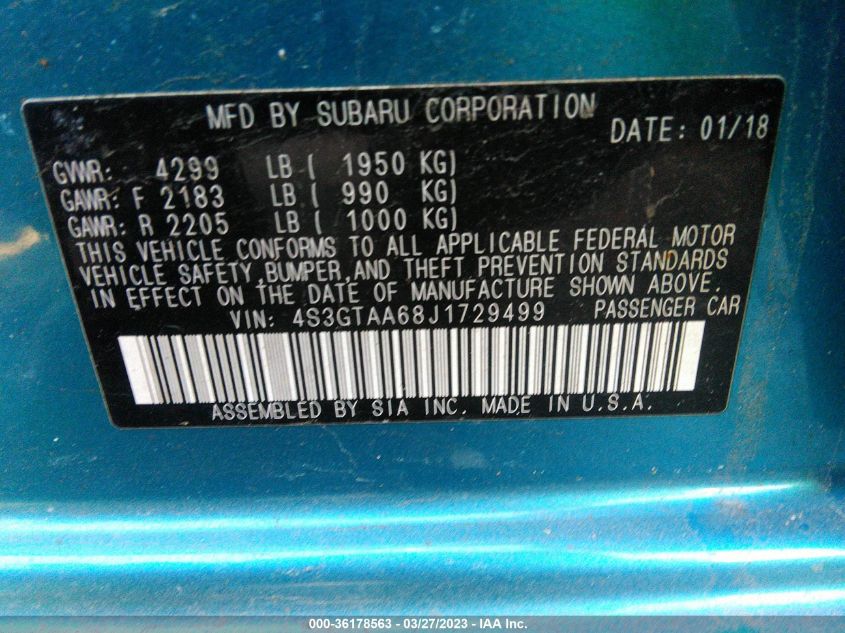 MFD BY SUBARU CORPORATION
DATE: 01/18
GVWR: 4299 LB ( 1950 KG)
GAWR: F 2183 LB ( 990 KG)
GAWR: R 2205 LB ( 1000 KG)
THIS VEHICLE CONFORMS TO ALL APPLICABLE FEDERAL MOTOR
VEHICLE SAFETY, BUMPER, AND THEFT PREVENTION STANDARDS
IN EFFECT ON THE DATE OF MANUFACTURE SHOWN ABOVE.
VIN: 4S3GTAA68J1729499 PASSENGER CAR
ASSEMBLED BY SIA INC. MADE IN U.S.A.
000-36178563 — 03/27/2023 — IAA Inc.